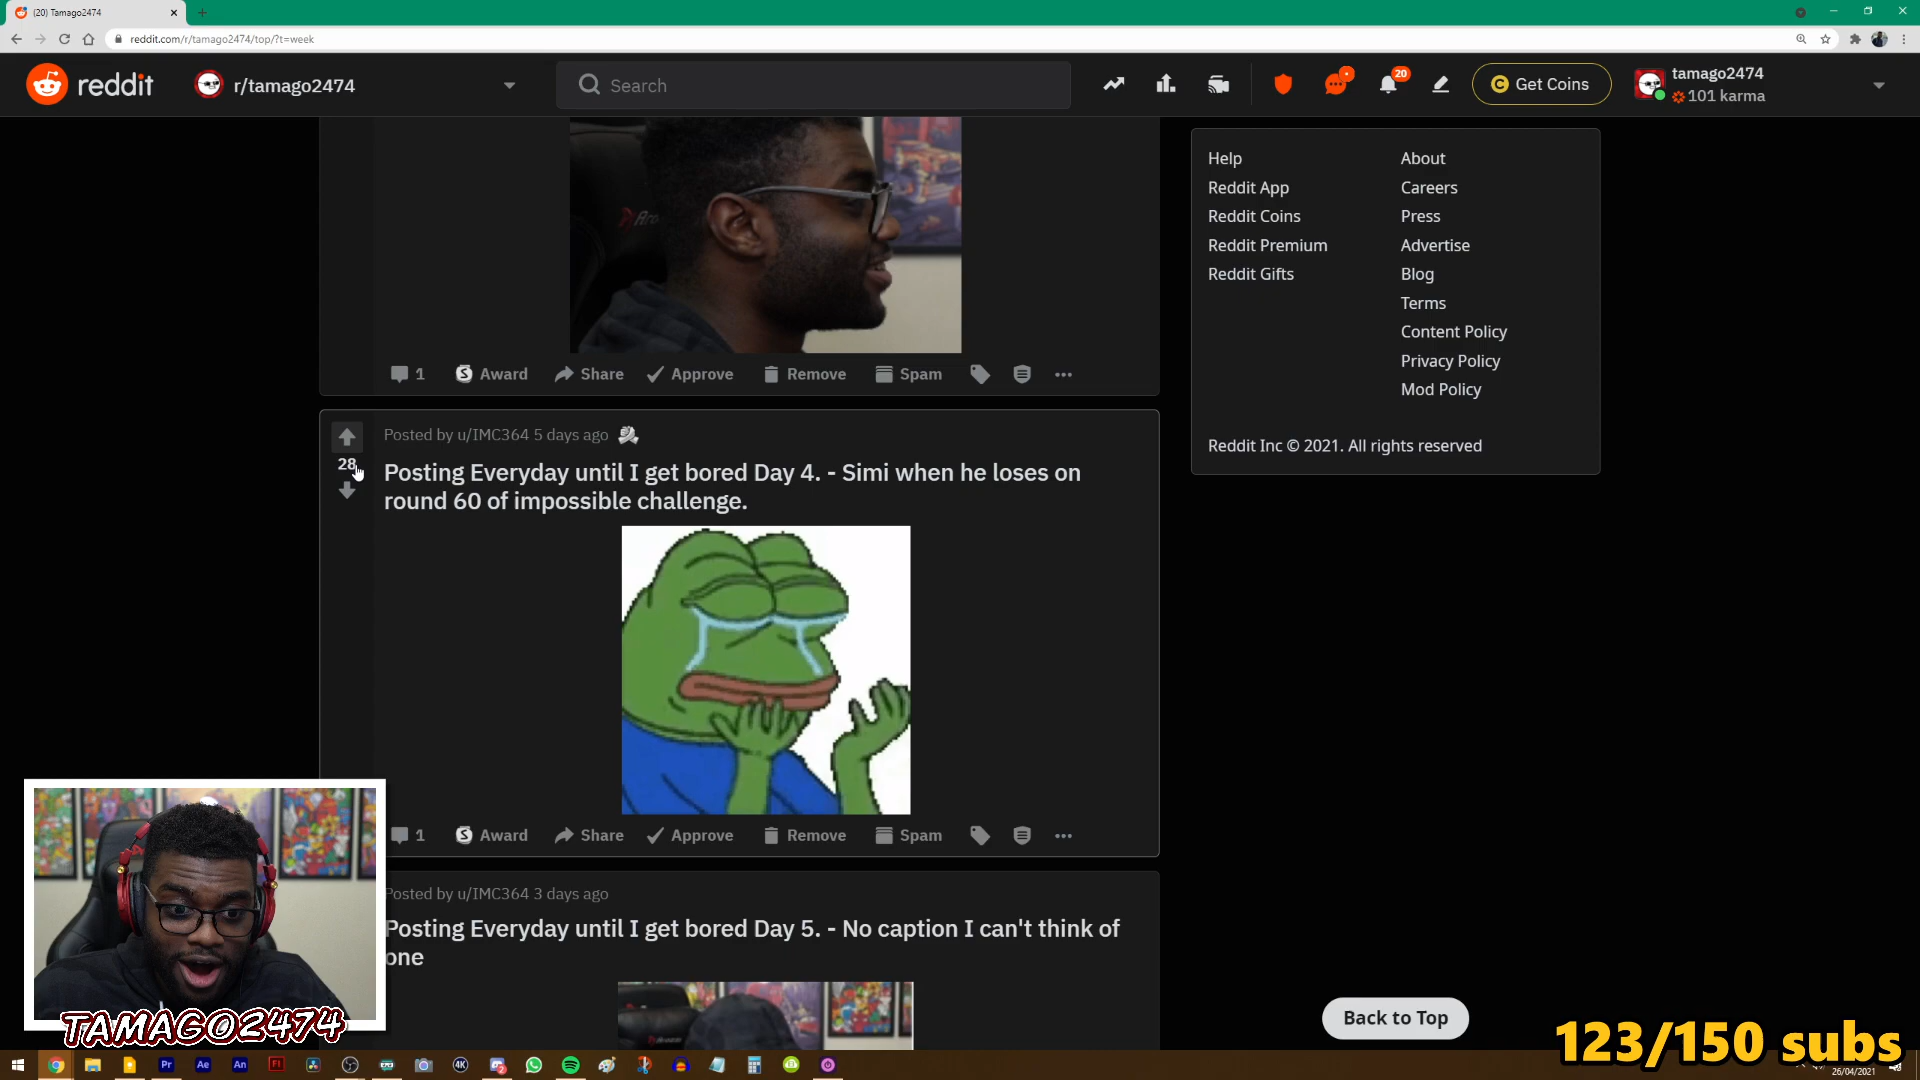 (20) Tamago2474
reddit.com/r/tamago2474/top/?t=week
reddit
r/tamago2474
Search
20
Get Coins
tamago2474
101 karma
1
Award
Share
Approve
Remove
Spam
Help
About
Reddit App
Careers
Reddit Coins
Press
Reddit Premium
Advertise
Reddit Gifts
Blog
Terms
Content Policy
Privacy Policy
Mod Policy
Reddit Inc © 2021. All rights reserved
Posted by u/IMC364 5 days ago
28
Posting Everyday until I get bored Day 4. - Simi when he loses on
round 60 of impossible challenge.
1
Award
Share
Approve
Remove
Spam
Posted by u/IMC364 3 days ago
Posting Everyday until I get bored Day 5. - No caption I can't think of
one
Back to Top
TAMAGO2474
123/150 subs
Pr
Ae
An
Fl
4K
26/04/2021